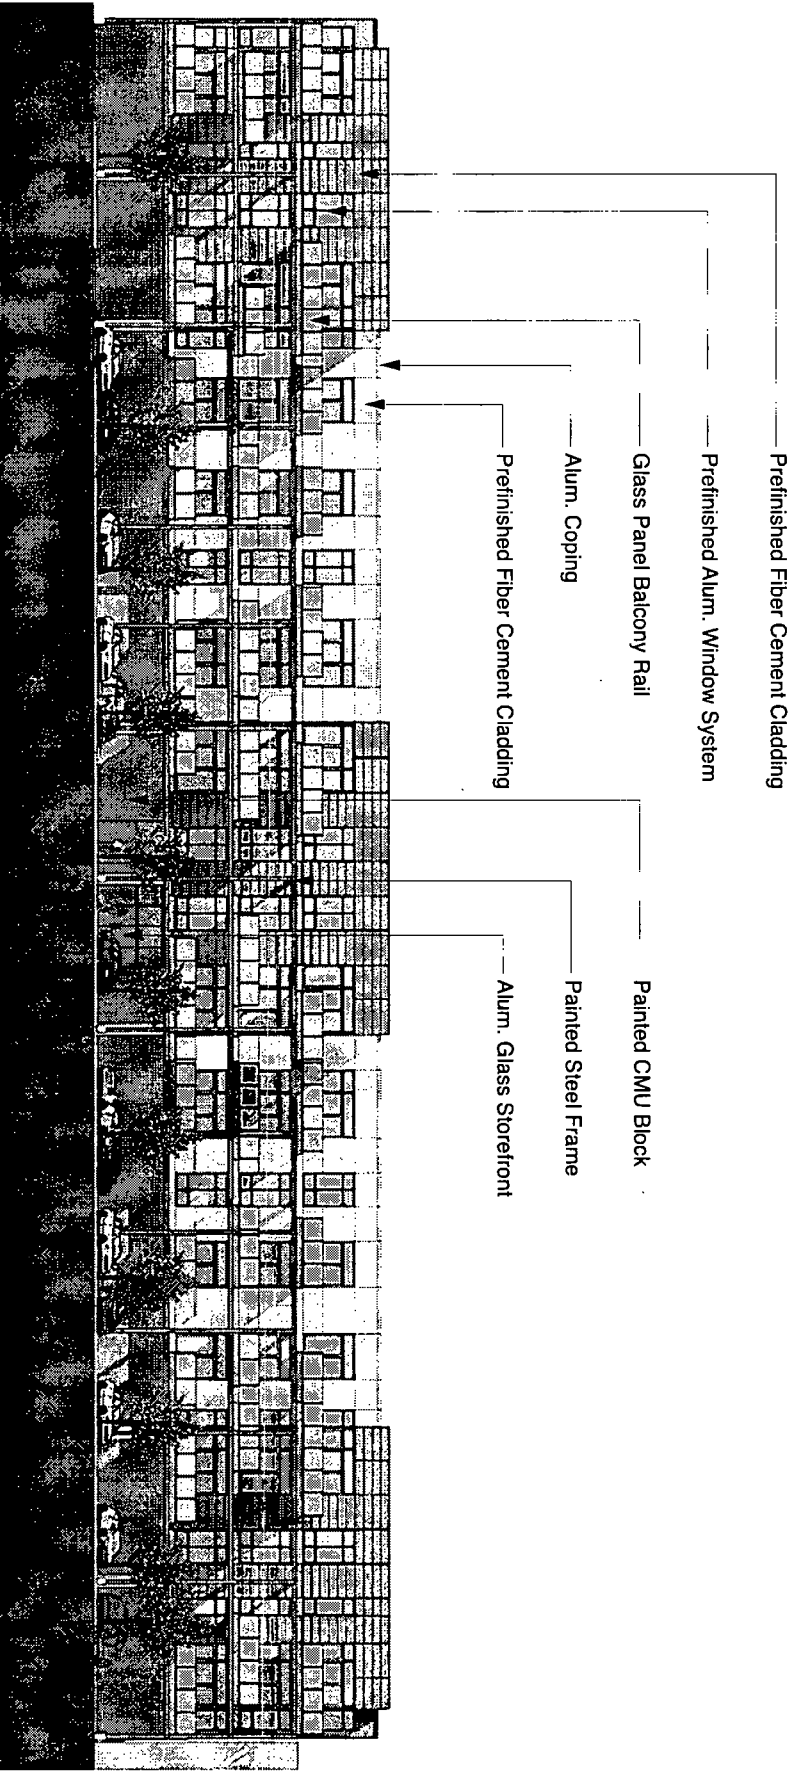 Prefinished Fiber Cement Cladding
Prefinished Alum. Window System
Glass Panel Balcony Rail
Painted CMU Block
Alum. Coping
Painted Steel Frame
Prefinished Fiber Cement Cladding
Alum. Glass Storefront